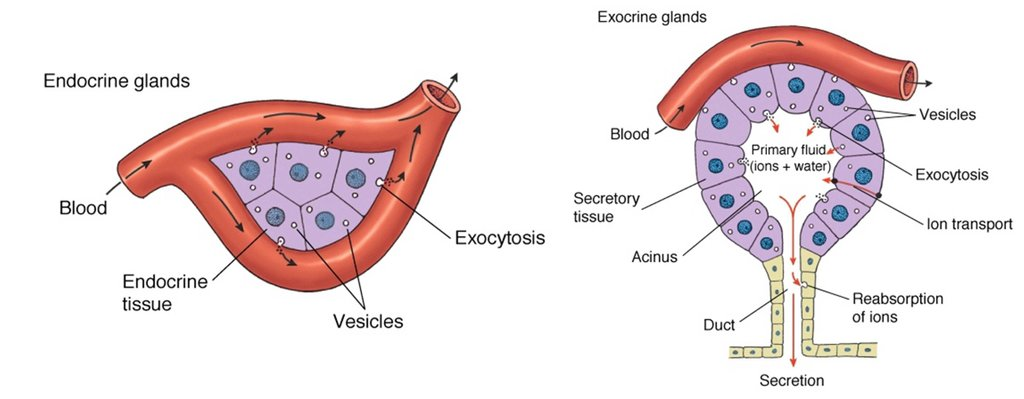 Endocrine glands
Blood
Endocrine
tissue
Vesicles
Exocytosis
Exocrine glands
Blood
Vesicles
Primary fluid
(ions + water)
Exocytosis
Secretory
tissue
Ion transport
Acinus
Reabsorption
of ions
Duct
Secretion